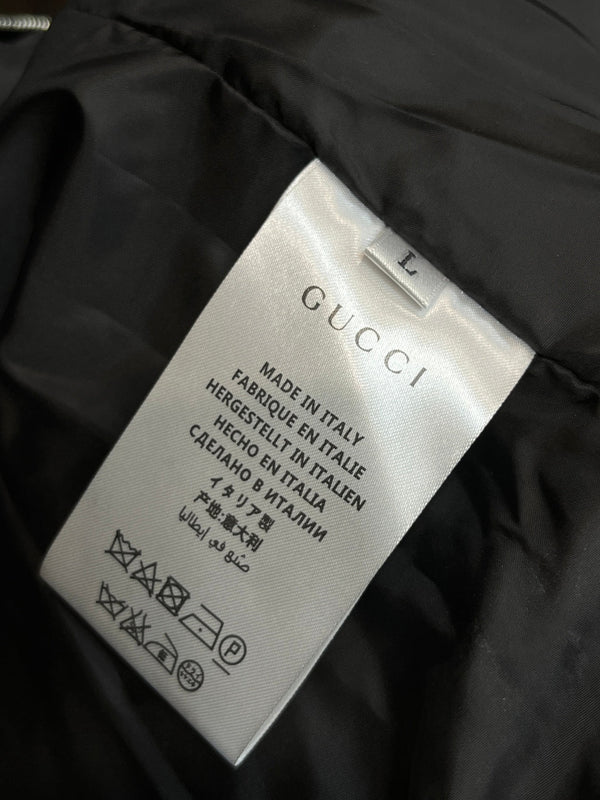 L
GUCCI
MADE IN ITALY
FABRIQUE EN ITALIE
HERGESTELLT IN ITALIEN
HECHO EN ITALIA
СДЕЛАНО В ИТАЛИИ
イタリア製
产地:意大利
صنع في إيطاليا
P